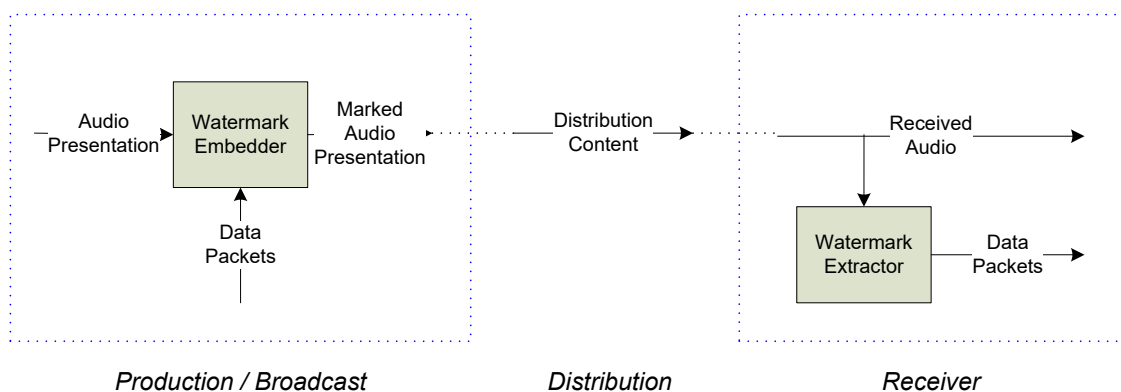 Audio
Presentation
Watermark
Embedder
Marked
Audio
Presentation
Data
Packets
Distribution
Content
Received
Audio
Watermark
Extractor
Data
Packets
Production / Broadcast
Distribution
Receiver